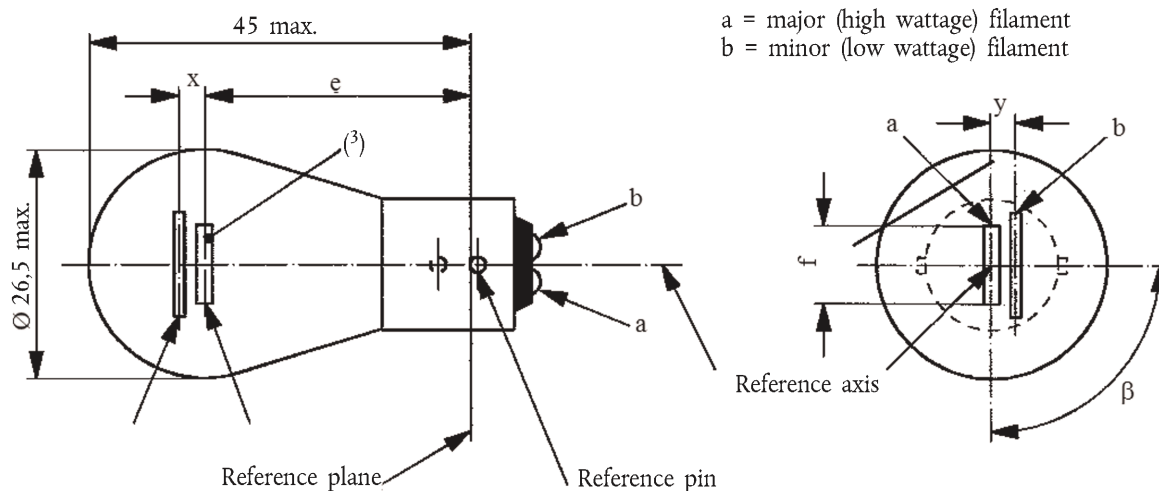 45 max.
a = major (high wattage) filament
b = minor (low wattage) filament
x
e
y
a
b
(³)
Ø 26,5 max.
b
f
a
Reference axis
β
Reference plane
Reference pin